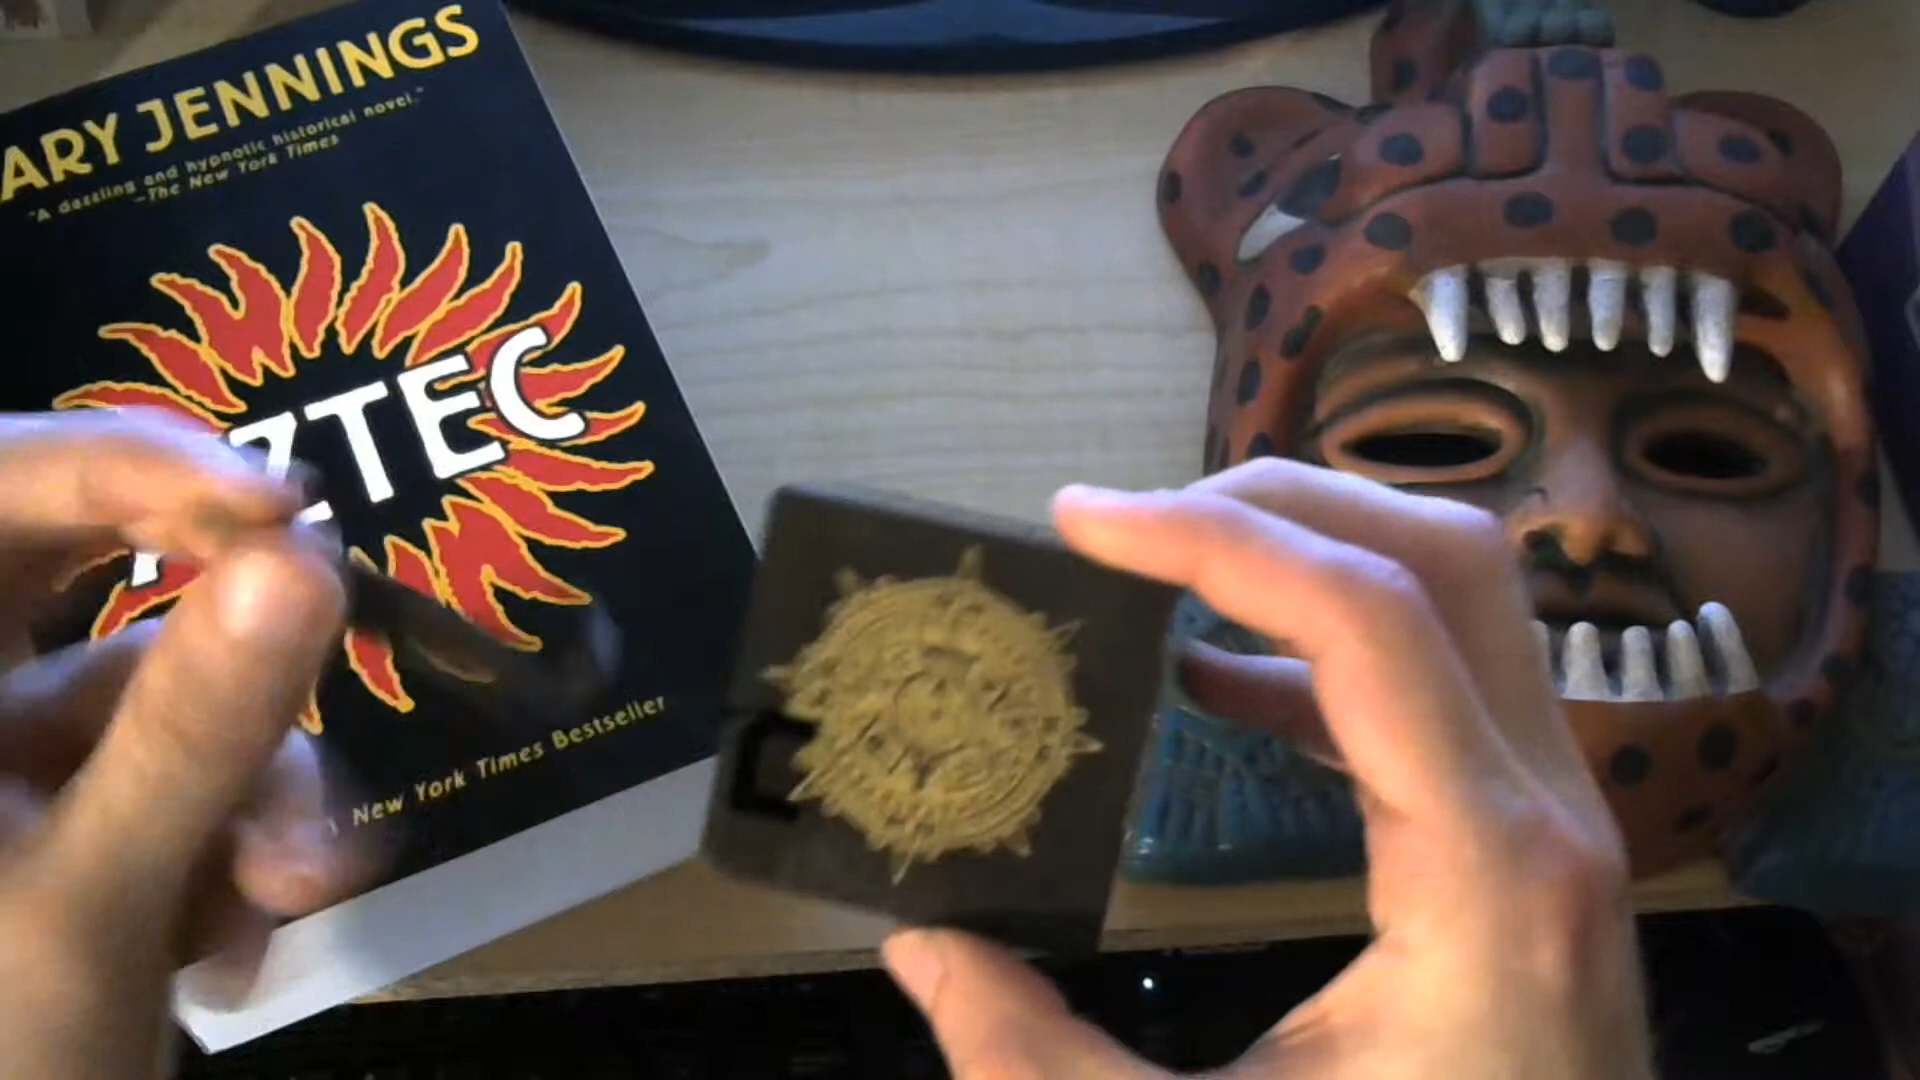 ARY JENNINGS
"A dazzling and hypnotic historical novel."
—The New York Times
ZTEC
New York Times Bestseller